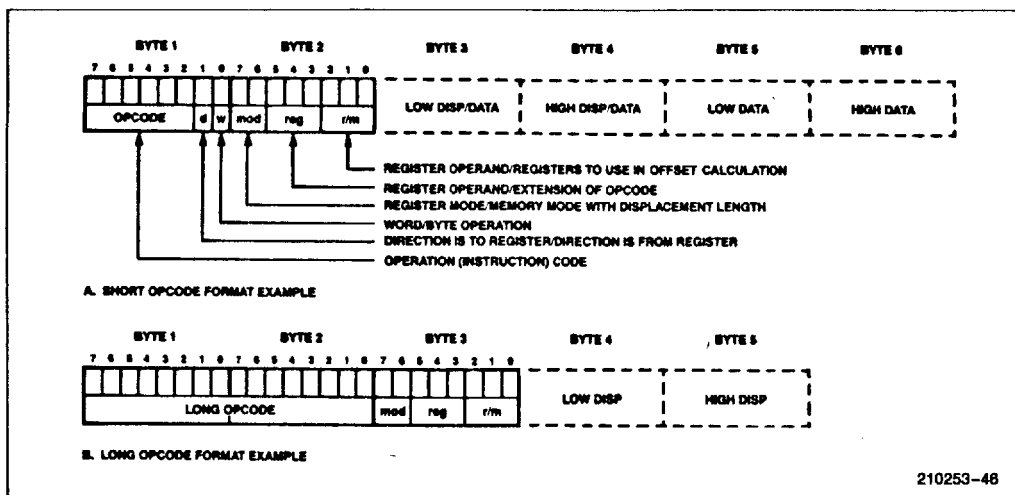 BYTE 1 BYTE 2 BYTE 3 BYTE 4 BYTE 5 BYTE 6
7 6 5 4 3 2 1 0 7 6 5 4 3 3 1 0
LOW DISP/DATA HIGH DISP/DATA LOW DATA HIGH DATA
OPCODE d w mod reg r/m
REGISTER OPERAND/REGISTERS TO USE IN OFFSET CALCULATION
REGISTER OPERAND/EXTENSION OF OPCODE
REGISTER MODE/MEMORY MODE WITH DISPLACEMENT LENGTH
WORD/BYTE OPERATION
DIRECTION IS TO REGISTER/DIRECTION IS FROM REGISTER
OPERATION (INSTRUCTION) CODE
A. SHORT OPCODE FORMAT EXAMPLE
BYTE 1 BYTE 2 BYTE 3 BYTE 4 BYTE 5
7 6 5 4 3 2 1 0 7 6 5 4 3 2 1 0 7 6 5 4 3 2 1 0
LOW DISP HIGH DISP
LONG OPCODE mod reg r/m
B. LONG OPCODE FORMAT EXAMPLE
210253-46